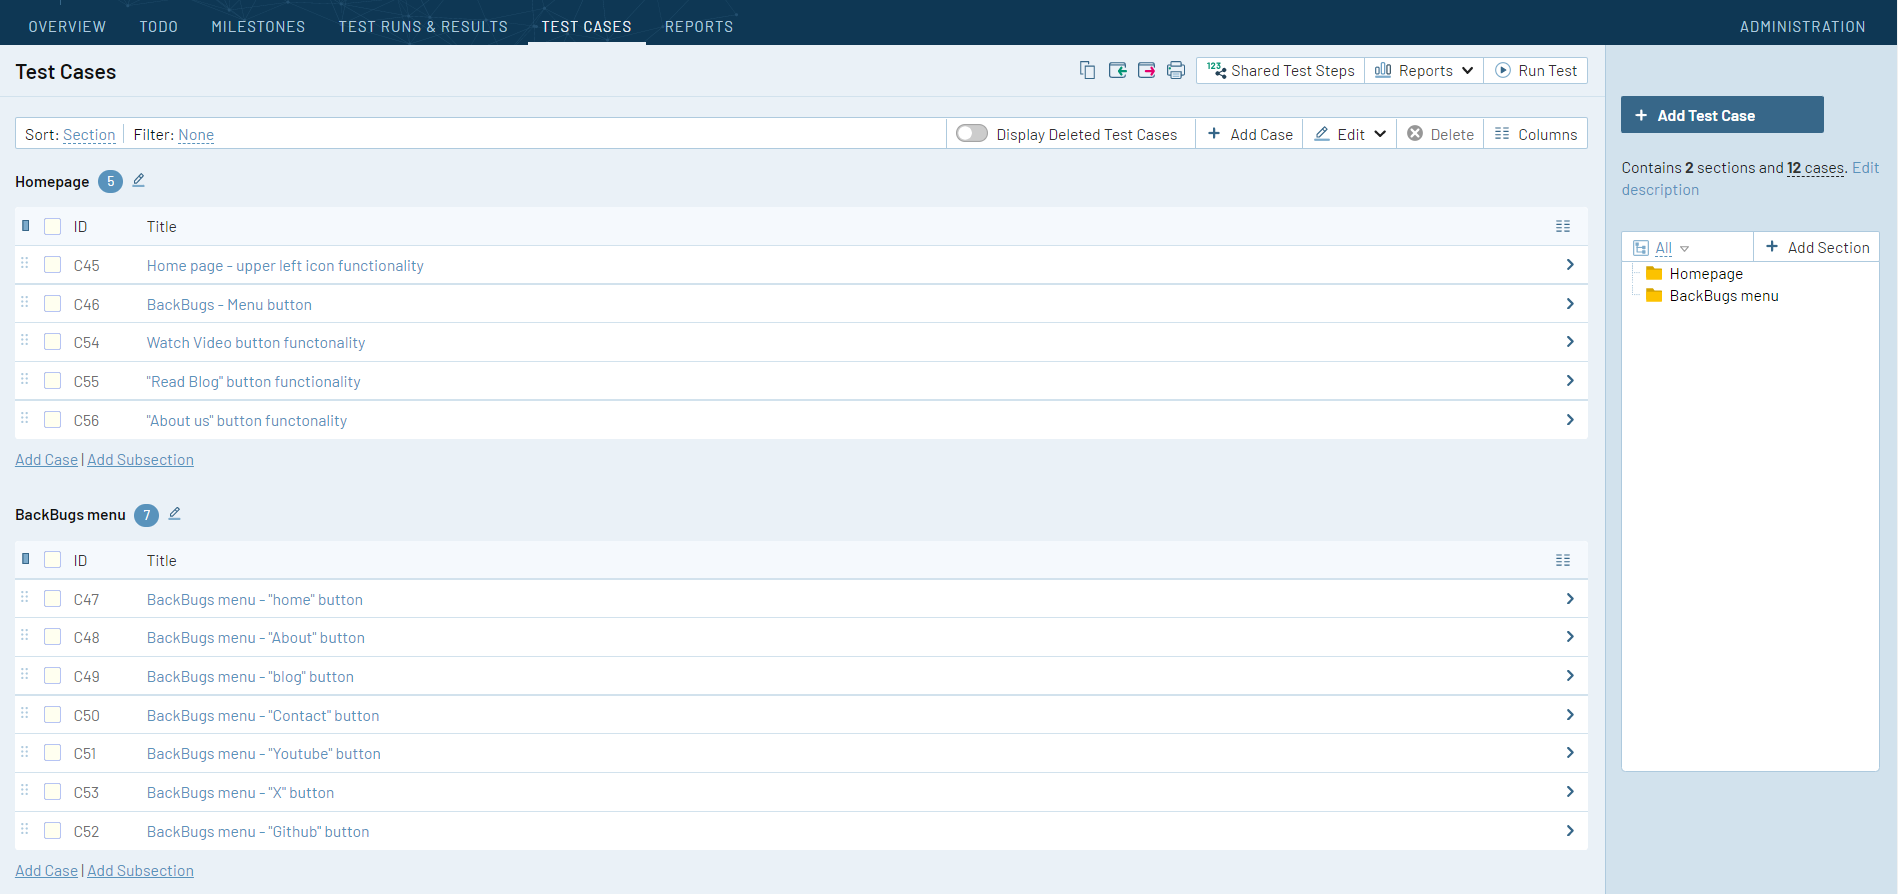 OVERVIEW TODO MILESTONES TEST RUNS & RESULTS TEST CASES REPORTS ADMINISTRATION
Test Cases
123 Shared Test Steps Reports Run Test
Add Test Case
Sort: Section Filter: None Display Deleted Test Cases Add Case Edit Delete Columns
Contains 2 sections and 12 cases. Edit
description
Homepage 5
ID Title
C45 Home page - upper left icon functionality
C46 BackBugs - Menu button
C54 Watch Video button functonality
C55 "Read Blog" button functionality
C56 "About us" button functonality
Add Case | Add Subsection
BackBugs menu 7
ID Title
C47 BackBugs menu - "home" button
C48 BackBugs menu - "About" button
C49 BackBugs menu - "blog" button
C50 BackBugs menu - "Contact" button
C51 BackBugs menu - "Youtube" button
C53 BackBugs menu - "X" button
C52 BackBugs menu - "Github" button
Add Case | Add Subsection
All Add Section
Homepage
BackBugs menu